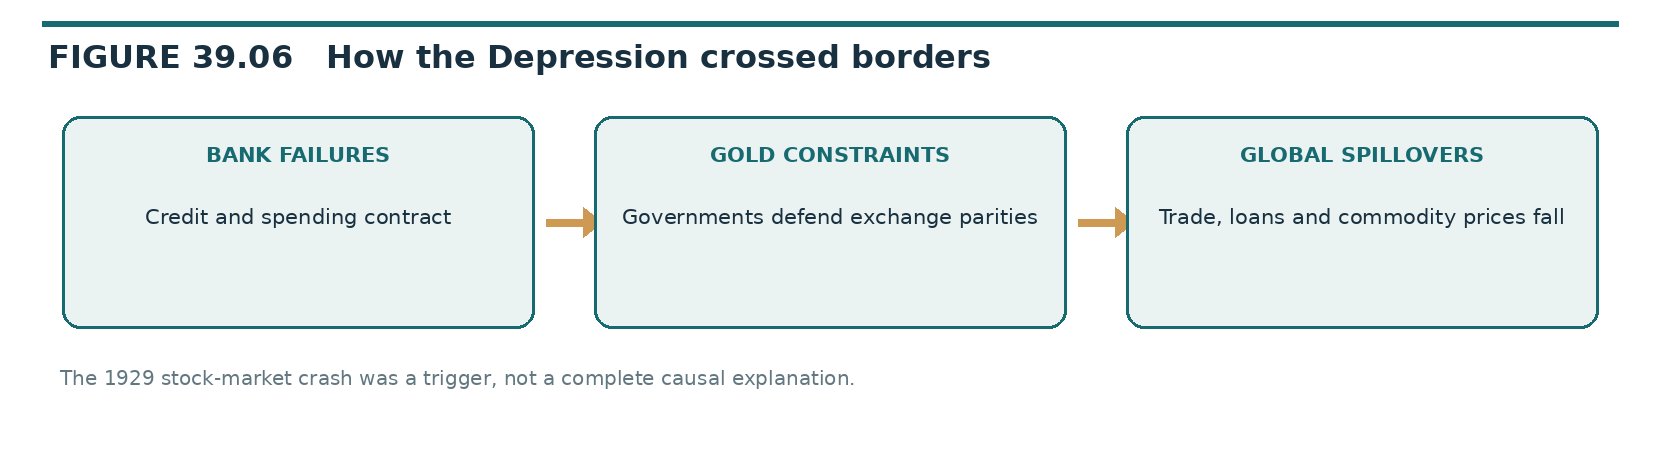 FIGURE 39.06 How the Depression crossed borders
BANK FAILURES
Credit and spending contract
GOLD CONSTRAINTS
Governments defend exchange parities
GLOBAL SPILLOVERS
Trade, loans and commodity prices fall
The 1929 stock-market crash was a trigger, not a complete causal explanation.